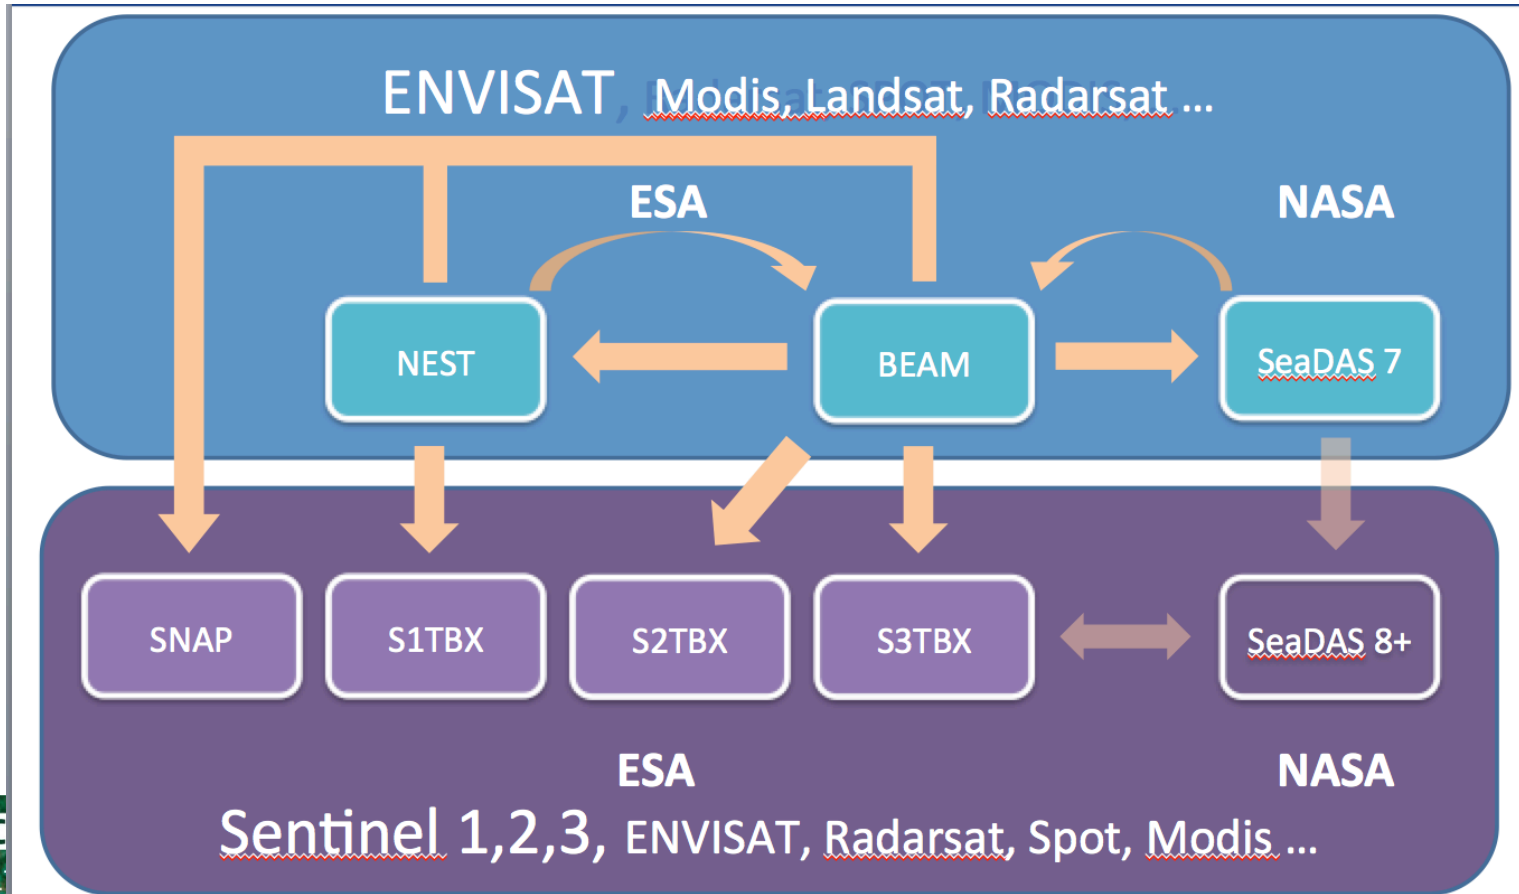 ENVISAT, Modis, Landsat, Radarsat ...
ESA
NASA
NEST
BEAM
SeaDAS 7
SNAP
S1TBX
S2TBX
S3TBX
SeaDAS 8+
ESA
NASA
Sentinel 1,2,3, ENVISAT, Radarsat, Spot, Modis ...